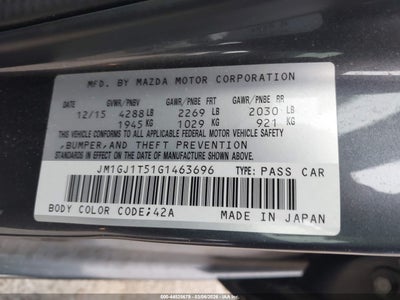 MFD. BY MAZDA MOTOR CORPORATION
GVWR/PNBV GAWR/PNBE FRT GAWR/PNBE RR
12/15 4288 LB 2269 LB 2030 LB
1945 KG 1029 KG 921 KG
THIS VEHICLE CONFORMS TO ALL
APPLICABLE FEDERAL MOTOR VEHICLE SAFETY
,BUMPER,AND THEFT PREVENTION
STANDARDS IN EFFECT ON THE DATE OF
MANUFACTURE SHOWN ABOVE.
JM1GJ1T51G1463696 TYPE: PASS CAR
BODY COLOR CODE;42A MADE IN JAPAN